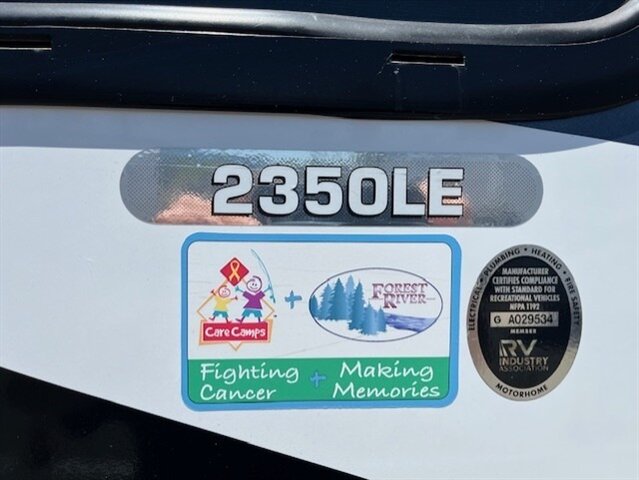 2350LE
Care Camps
+
FOREST
RIVER
Fighting
Cancer
+
Making
Memories
ELECTRICAL • PLUMBING • HEATING • FIRE SAFETY
MANUFACTURER
CERTIFIES COMPLIANCE
WITH STANDARD FOR
RECREATIONAL VEHICLES
NFPA 1192
G A029534
MEMBER
RV
INDUSTRY
ASSOCIATION
MOTORHOME